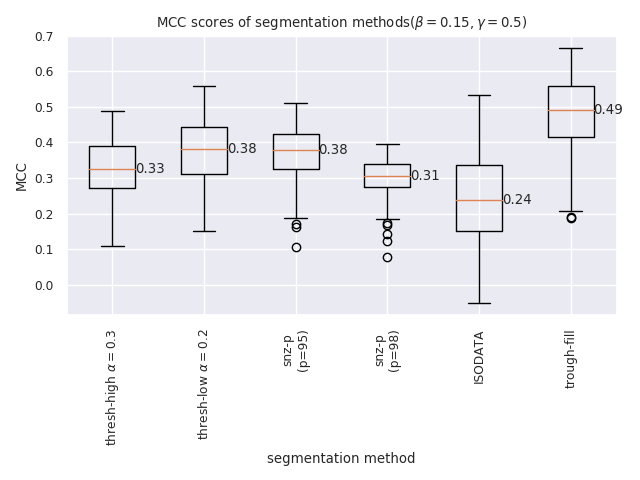 MCC scores of segmentation methods(β = 0.15, γ = 0.5)
MCC
0.7
0.6
0.5
0.4
0.3
0.2
0.1
0.0
0.33
0.38
0.38
0.31
0.24
0.49
thresh-high α = 0.3
thresh-low α = 0.2
snz-p
(p=95)
snz-p
(p=98)
ISODATA
trough-fill
segmentation method